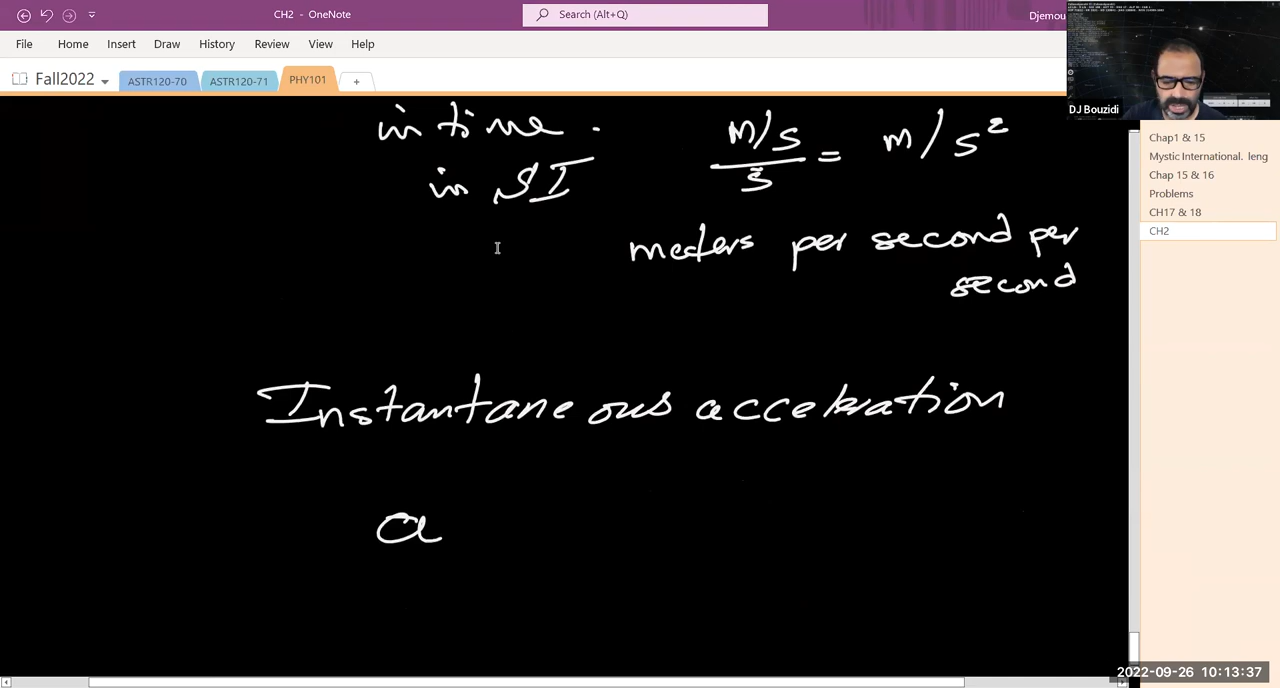 CH2 - OneNote
Search (Alt+Q)
Djemou
File Home Insert Draw History Review View Help
Fall2022 ASTR120-70 ASTR120-71 PHY101 +
DJ Bouzidi
Chap1 & 15
Mystic International. leng
Chap 15 & 16
Problems
CH17 & 18
CH2
in time.
in SI
m/s / s = m/s²
meters per second per
second
Instantaneous acceleration
a
2022-09-26 10:13:37